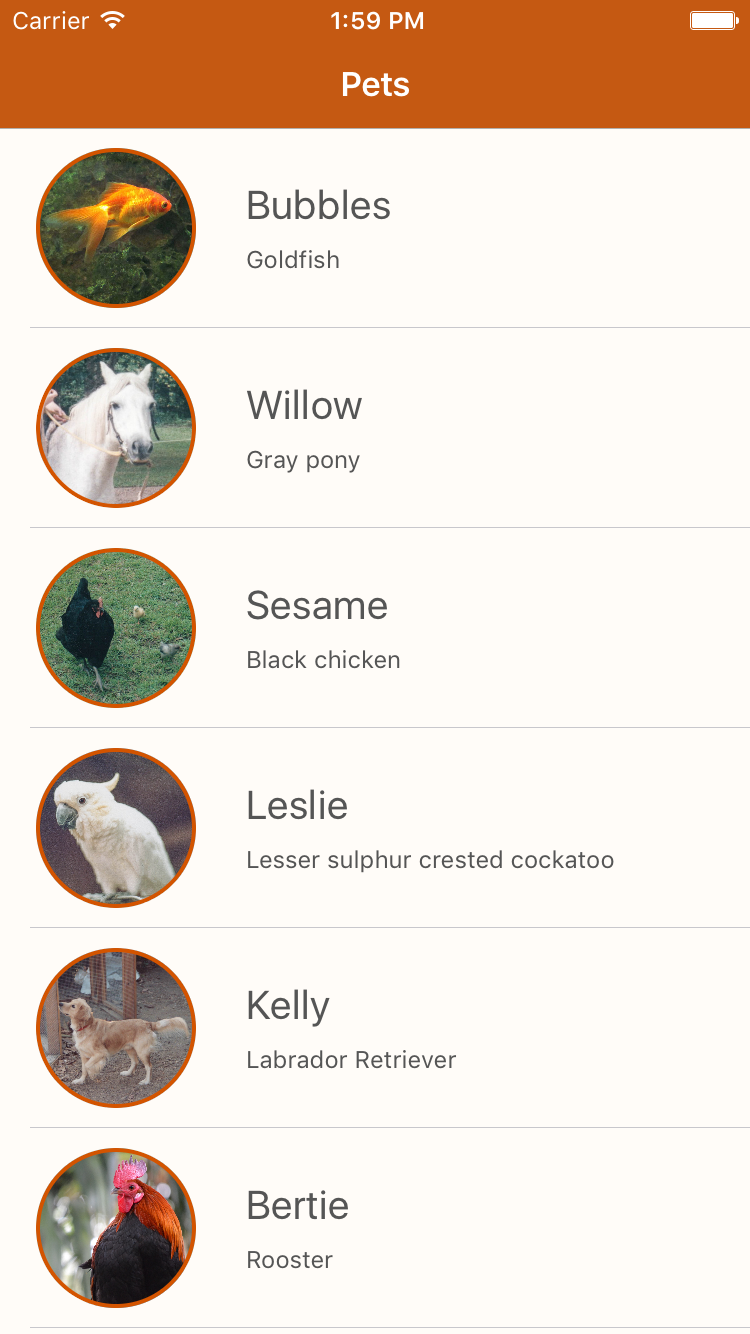 Carrier 1:59 PM
Pets
Bubbles
Goldfish
Willow
Gray pony
Sesame
Black chicken
Leslie
Lesser sulphur crested cockatoo
Kelly
Labrador Retriever
Bertie
Rooster